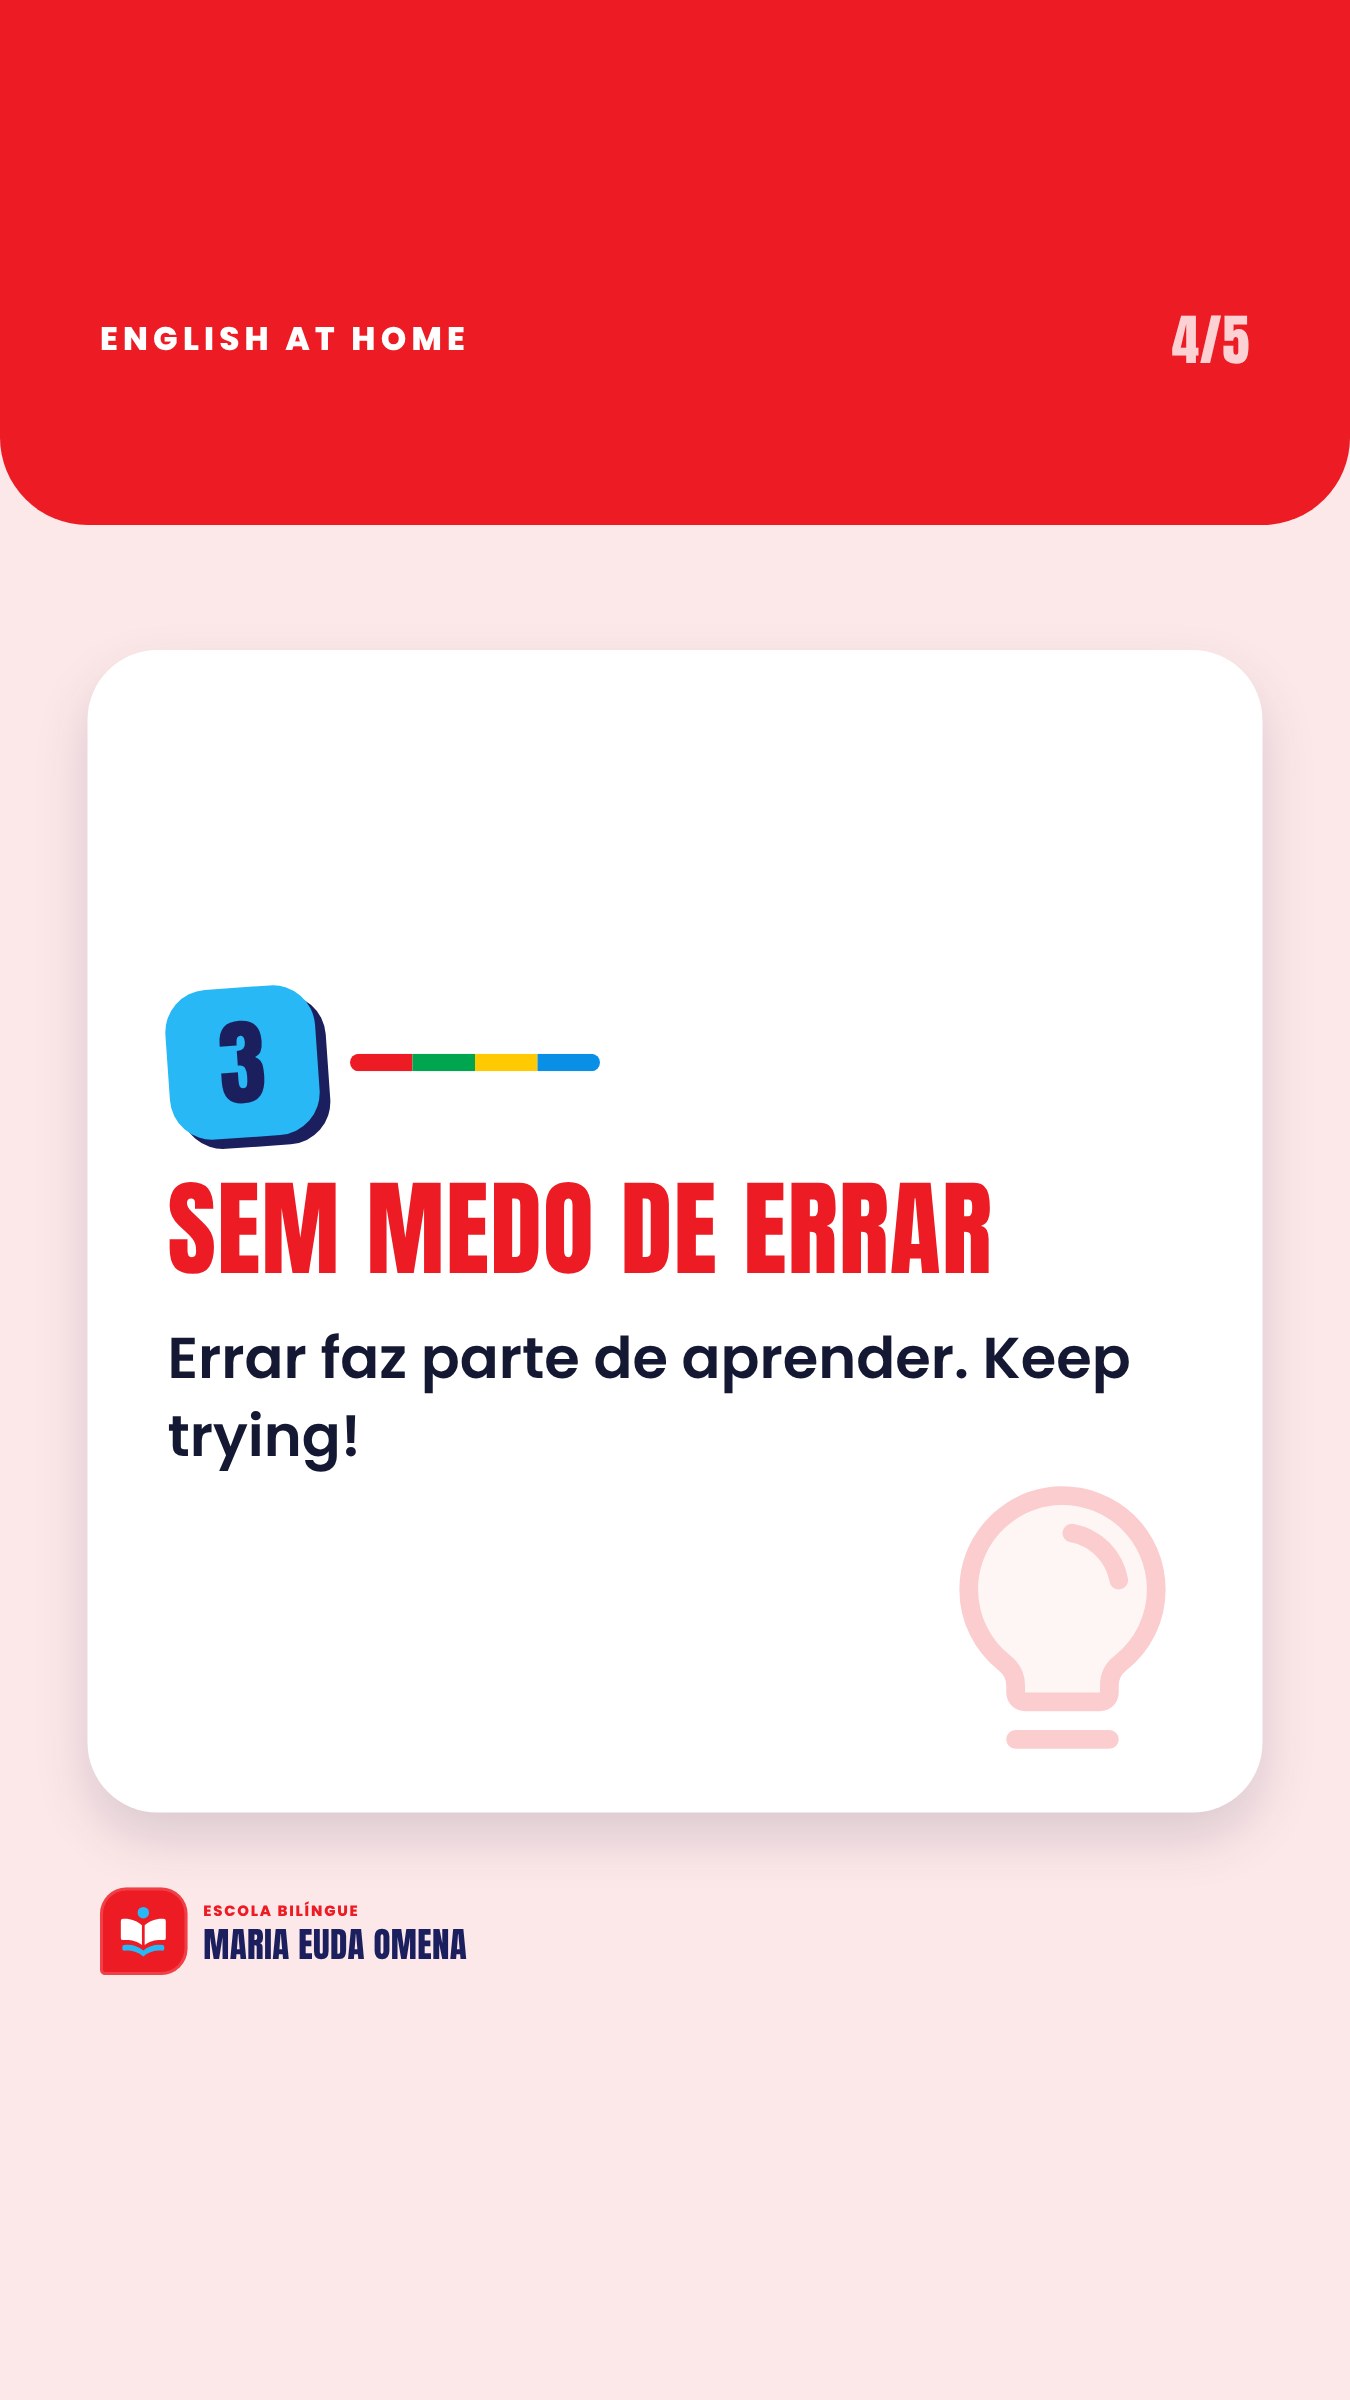 ENGLISH AT HOME
4/5
3
SEM MEDO DE ERRAR
Errar faz parte de aprender. Keep
trying!
ESCOLA BILÍNGUE
MARIA EUDA OMENA